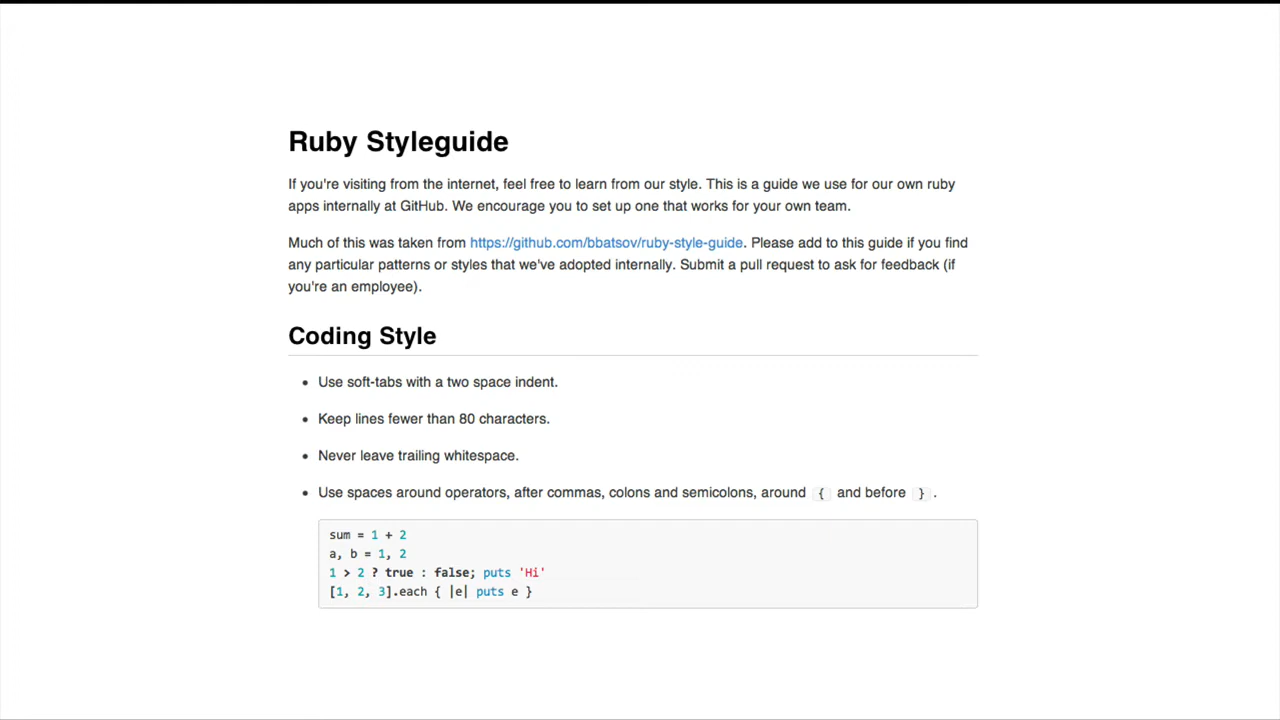 Ruby Styleguide
If you're visiting from the internet, feel free to learn from our style. This is a guide we use for our own ruby
apps internally at GitHub. We encourage you to set up one that works for your own team.
Much of this was taken from https://github.com/bbatsov/ruby-style-guide. Please add to this guide if you find
any particular patterns or styles that we've adopted internally. Submit a pull request to ask for feedback (if
you're an employee).
Coding Style
• Use soft-tabs with a two space indent.
• Keep lines fewer than 80 characters.
• Never leave trailing whitespace.
• Use spaces around operators, after commas, colons and semicolons, around { and before }.
sum = 1 + 2
a, b = 1, 2
1 > 2 ? true : false; puts 'Hi'
[1, 2, 3].each { |e| puts e }